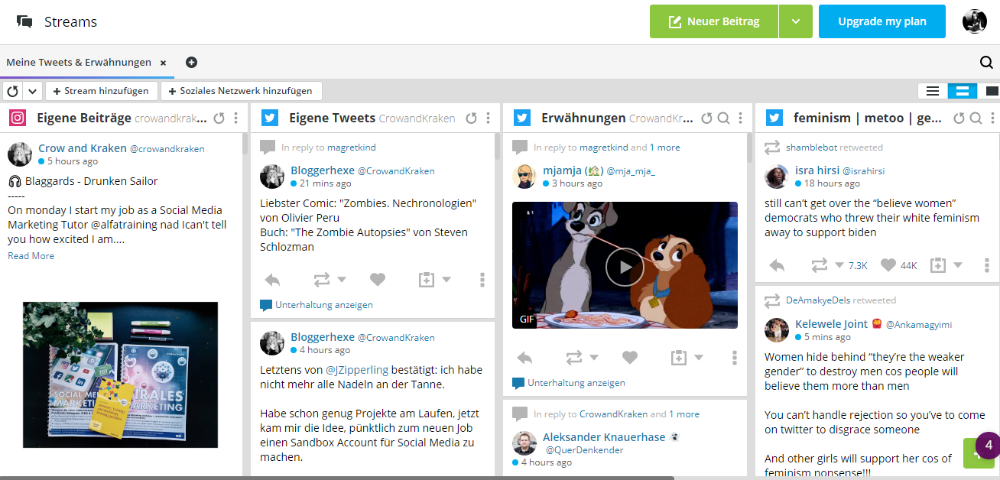 Streams
Neuer Beitrag
Upgrade my plan
Meine Tweets & Erwähnungen
Stream hinzufügen
Soziales Netzwerk hinzufügen
Eigene Beiträge crowandkrak...
Crow and Kraken @crowandkraken
5 hours ago
Blaggards - Drunken Sailor
-----
On monday I start my job as a Social Media
Marketing Tutor @alfatraining nad Ican't tell
you how excited I am....
Read More
SOCIAL ME
MARKET
VIRALES
MARKETING
Eigene Tweets CrowandKraken
In reply to magretkind
Bloggerhexe @CrowandKraken
21 mins ago
Liebster Comic: "Zombies. Nechronologien"
von Olivier Peru
Buch: "The Zombie Autopsies" von Steven
Schlozman
Unterhaltung anzeigen
Bloggerhexe @CrowandKraken
4 hours ago
Letztens von @JZipperling bestätigt: ich habe
nicht mehr alle Nadeln an der Tanne.
Habe schon genug Projekte am Laufen, jetzt
kam mir die Idee, pünktlich zum neuen Job
einen Sandbox Account für Social Media zu
machen.
Erwähnungen CrowandKr...
In reply to magretkind and 1 more
mjamja (🏡) @mja_mja_
3 hours ago
GIF
Unterhaltung anzeigen
In reply to CrowandKraken and 1 more
Aleksander Knauerhase
@QuerDenkender
4 hours ago
feminism | metoo | ge...
shamblebot retweeted
isra hirsi @israhirsi
18 hours ago
still can’t get over the “believe women”
democrats who threw their white feminism
away to support biden
7.3K
44K
DeAmakyeDels retweeted
Kelewele Joint @Ankamagyimi
5 mins ago
Women hide behind “they’re the weaker
gender” to destroy men cos people will
believe them more than men
You can’t handle rejection so you’ve to come
on twitter to disgrace someone
And other girls will support her cos of
feminism nonsense!!!
4